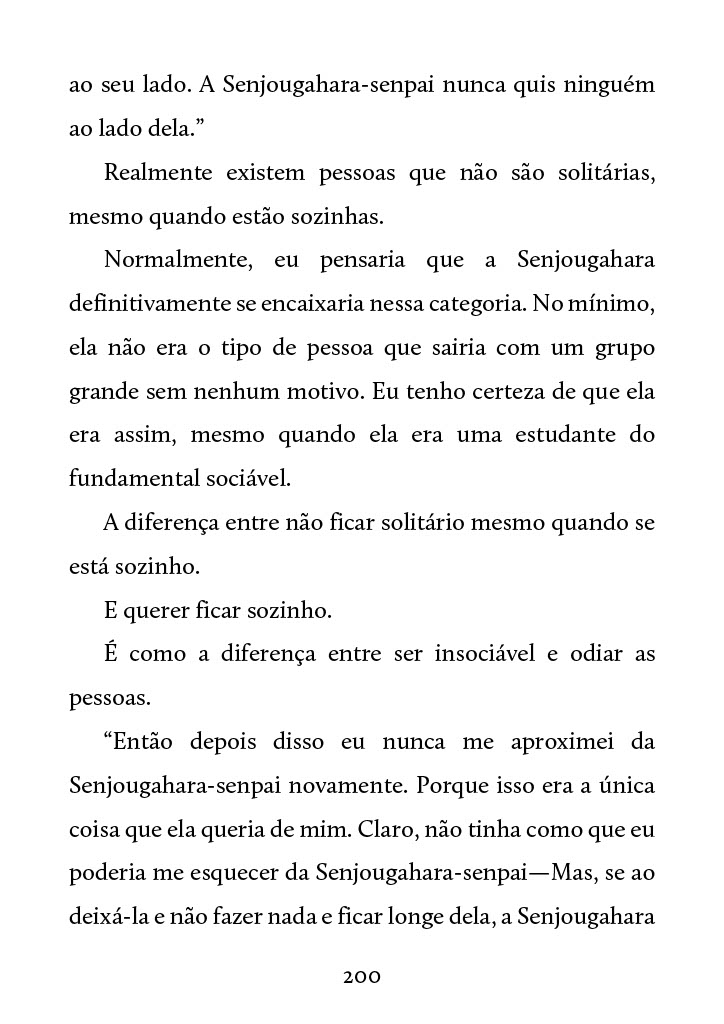 ao seu lado. A Senjougahara-senpai nunca quis ninguém
ao lado dela.”
Realmente existem pessoas que não são solitárias,
mesmo quando estão sozinhas.
Normalmente, eu pensaria que a Senjougahara
definitivamente se encaixaria nessa categoria. No mínimo,
ela não era o tipo de pessoa que sairia com um grupo
grande sem nenhum motivo. Eu tenho certeza de que ela
era assim, mesmo quando ela era uma estudante do
fundamental sociável.
A diferença entre não ficar solitário mesmo quando se
está sozinho.
E querer ficar sozinho.
É como a diferença entre ser insociável e odiar as
pessoas.
“Então depois disso eu nunca me aproximei da
Senjougahara-senpai novamente. Porque isso era a única
coisa que ela queria de mim. Claro, não tinha como que eu
poderia me esquecer da Senjougahara-senpai—Mas, se ao
deixá-la e não fazer nada e ficar longe dela, a Senjougahara
200